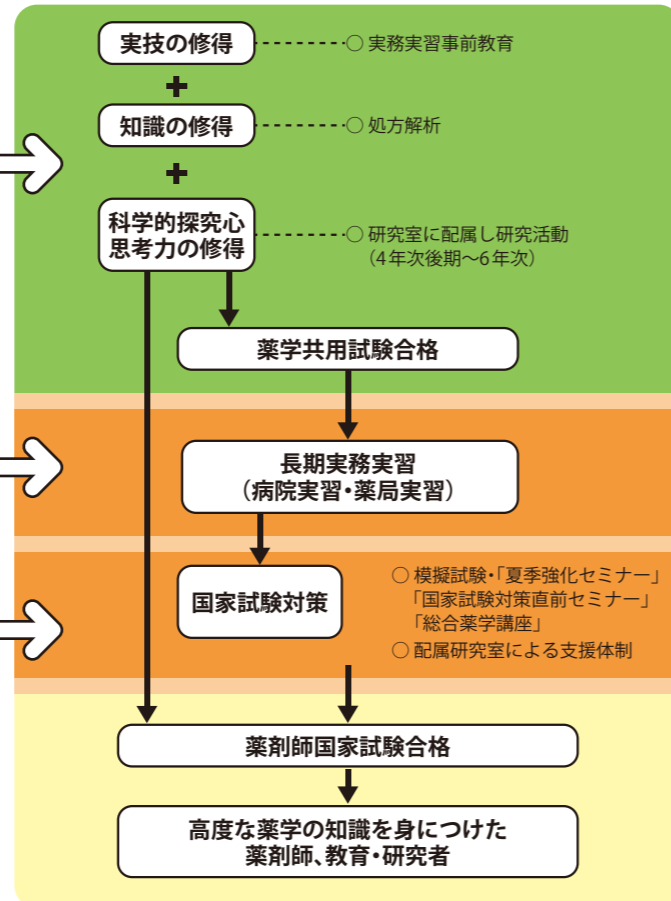 実技の修得
○ 実務実習事前教育
+
知識の修得
○ 処方解析
+
科学的探究心
思考力の修得
○ 研究室に配属し研究活動
（4年次後期～6年次）
薬学共用試験合格
長期実務実習
（病院実習・薬局実習）
国家試験対策
○ 模擬試験・「夏季強化セミナー」
「国家試験対策直前セミナー」
「総合薬学講座」
○ 配属研究室による支援体制
薬剤師国家試験合格
高度な薬学の知識を身につけた
薬剤師、教育・研究者